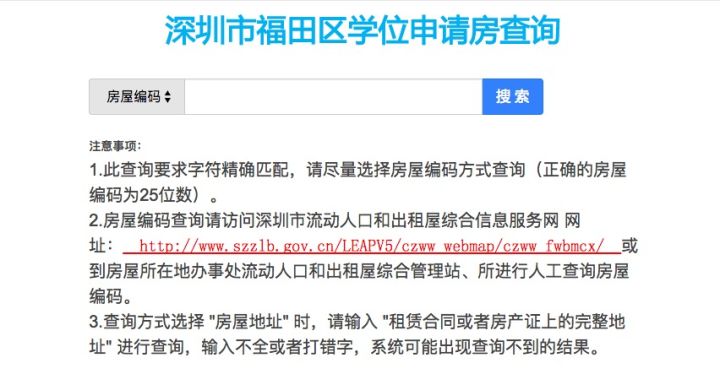 深圳市福田区学位申请房查询
房屋编码 搜 索
注意事项：
1.此查询要求字符精确匹配，请尽量选择房屋编码方式查询（正确的房屋
编码为25位数）。
2.房屋编码查询请访问深圳市流动人口和出租屋综合信息服务网 网
址：　http://www.szzlb.gov.cn/LEAPV5/czww_webmap/czww_fwbmcx/　或
到房屋所在地办事处流动人口和出租屋综合管理站、所进行人工查询房屋
编码。
3.查询方式选择 "房屋地址" 时，请输入 "租赁合同或者房产证上的完整地
址" 进行查询，输入不全或者打错字，系统可能出现查询不到的结果。